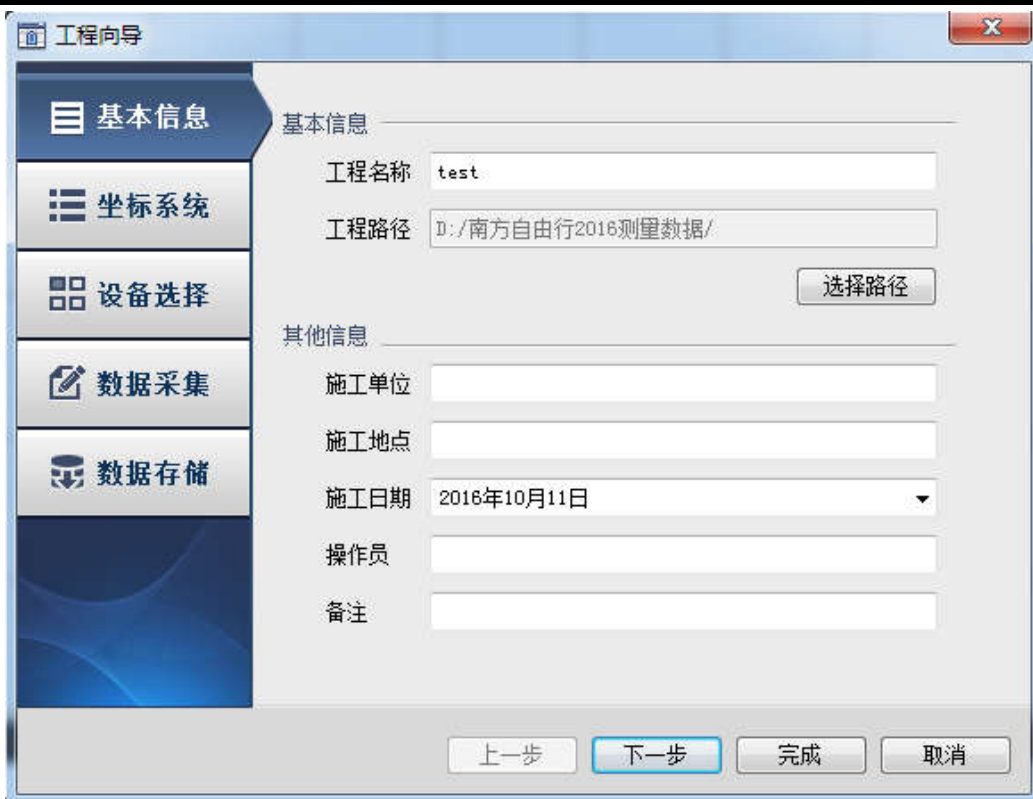 工程向导
基本信息
坐标系统
设备选择
数据采集
数据存储
基本信息
工程名称 test
工程路径 D:/南方自由行2016测量数据/
选择路径
其他信息
施工单位
施工地点
施工日期 2016年10月11日
操作员
备注
上一步 下一步 完成 取消